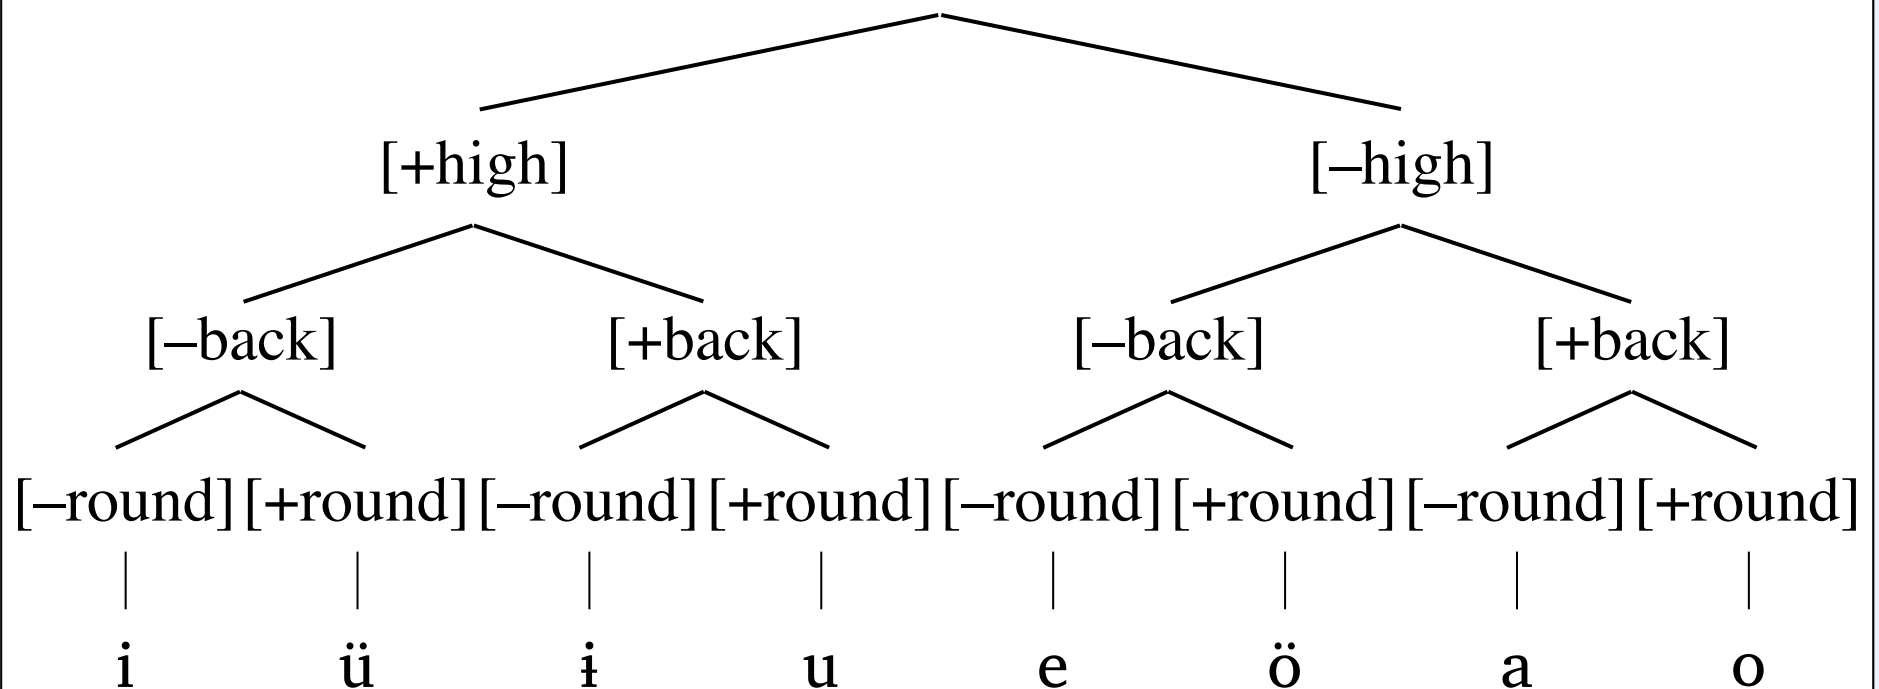 [+high] [–high]
[–back] [+back] [–back] [+back]
[–round] [+round] [–round] [+round] [–round] [+round] [–round] [+round]
i ü ɨ u e ö a o